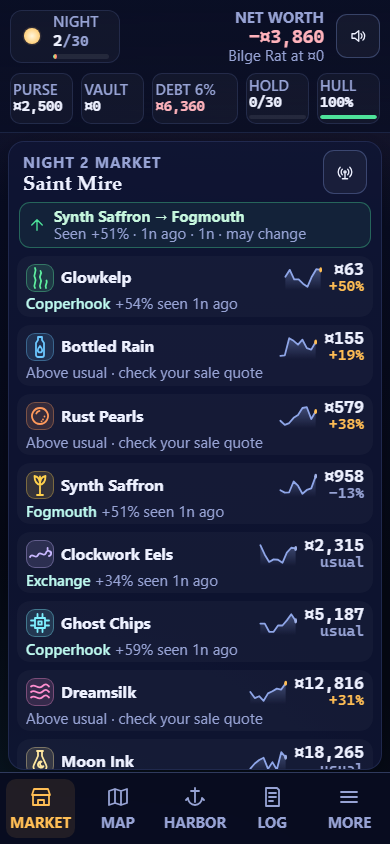 NIGHT
2/30
NET WORTH
−¤3,860
Bilge Rat at ¤0
PURSE
¤2,500
VAULT
¤0
DEBT 6%
¤6,360
HOLD
0/30
HULL
100%
NIGHT 2 MARKET
Saint Mire
Synth Saffron → Fogmouth
Seen +51% · 1n ago · 1n · may change
Glowkelp
¤63
+50%
Copperhook +54% seen 1n ago
Bottled Rain
¤155
+19%
Above usual · check your sale quote
Rust Pearls
¤579
+38%
Above usual · check your sale quote
Synth Saffron
¤958
−13%
Fogmouth +51% seen 1n ago
Clockwork Eels
¤2,315
usual
Exchange +34% seen 1n ago
Ghost Chips
¤5,187
usual
Copperhook +59% seen 1n ago
Dreamsilk
¤12,816
+31%
Above usual · check your sale quote
Moon Ink
¤18,265
usual
MARKET
MAP
HARBOR
LOG
MORE